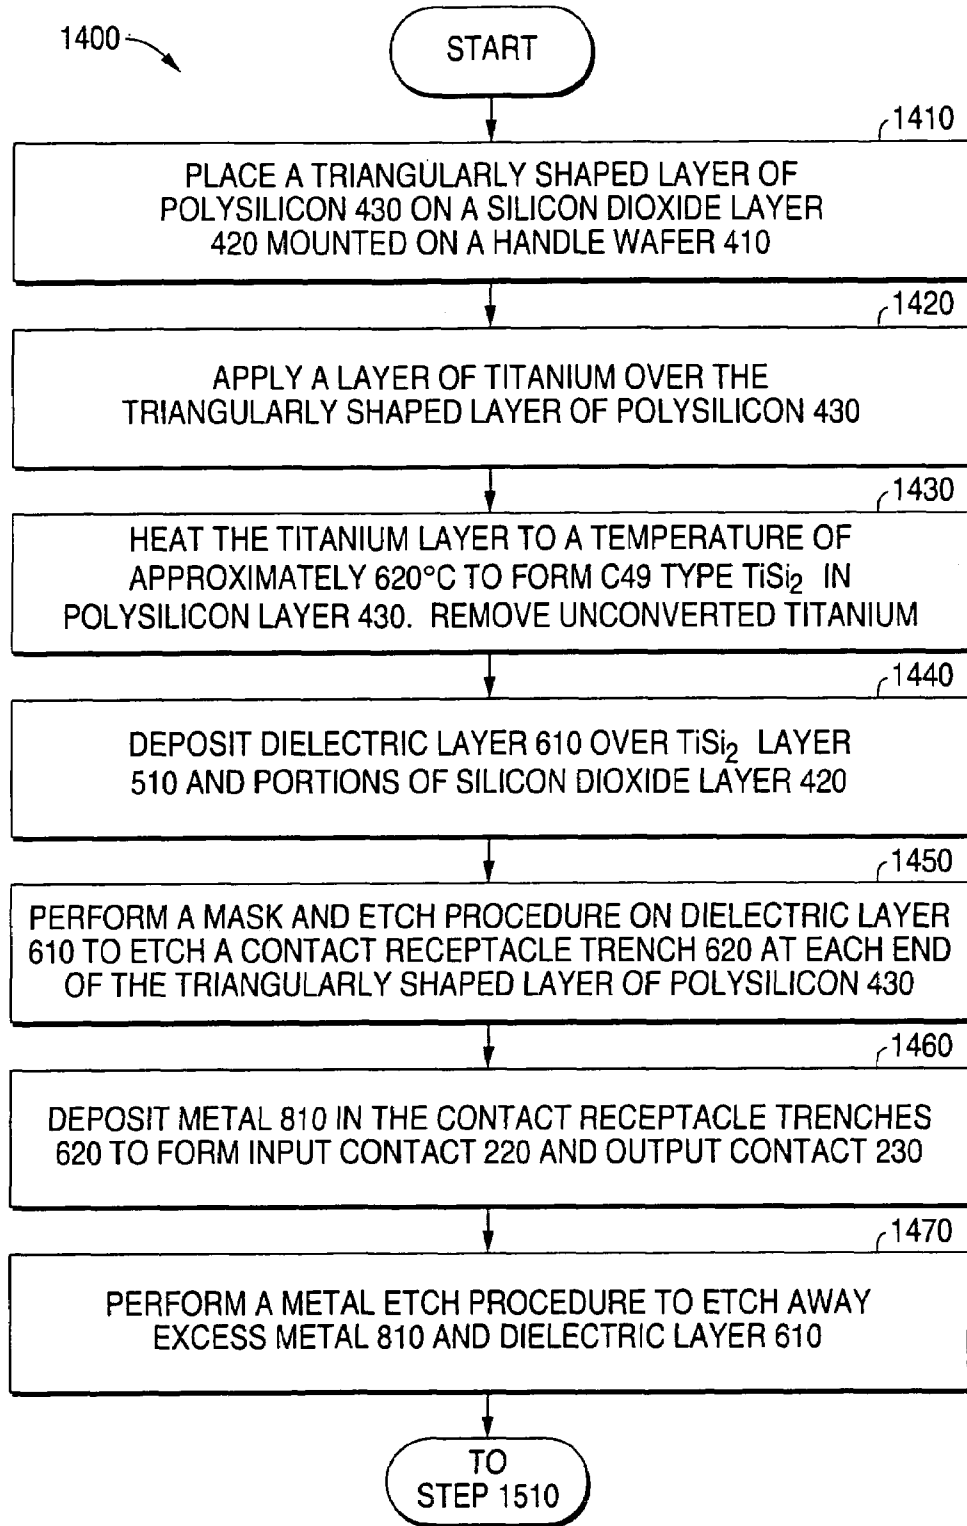 1400
START
1410
PLACE A TRIANGULARLY SHAPED LAYER OF
POLYSILICON 430 ON A SILICON DIOXIDE LAYER
420 MOUNTED ON A HANDLE WAFER 410
1420
APPLY A LAYER OF TITANIUM OVER THE
TRIANGULARLY SHAPED LAYER OF POLYSILICON 430
1430
HEAT THE TITANIUM LAYER TO A TEMPERATURE OF
APPROXIMATELY 620°C TO FORM C49 TYPE TiSi₂ IN
POLYSILICON LAYER 430. REMOVE UNCONVERTED TITANIUM
1440
DEPOSIT DIELECTRIC LAYER 610 OVER TiSi₂ LAYER
510 AND PORTIONS OF SILICON DIOXIDE LAYER 420
1450
PERFORM A MASK AND ETCH PROCEDURE ON DIELECTRIC LAYER
610 TO ETCH A CONTACT RECEPTACLE TRENCH 620 AT EACH END
OF THE TRIANGULARLY SHAPED LAYER OF POLYSILICON 430
1460
DEPOSIT METAL 810 IN THE CONTACT RECEPTACLE TRENCHES
620 TO FORM INPUT CONTACT 220 AND OUTPUT CONTACT 230
1470
PERFORM A METAL ETCH PROCEDURE TO ETCH AWAY
EXCESS METAL 810 AND DIELECTRIC LAYER 610
TO
STEP 1510